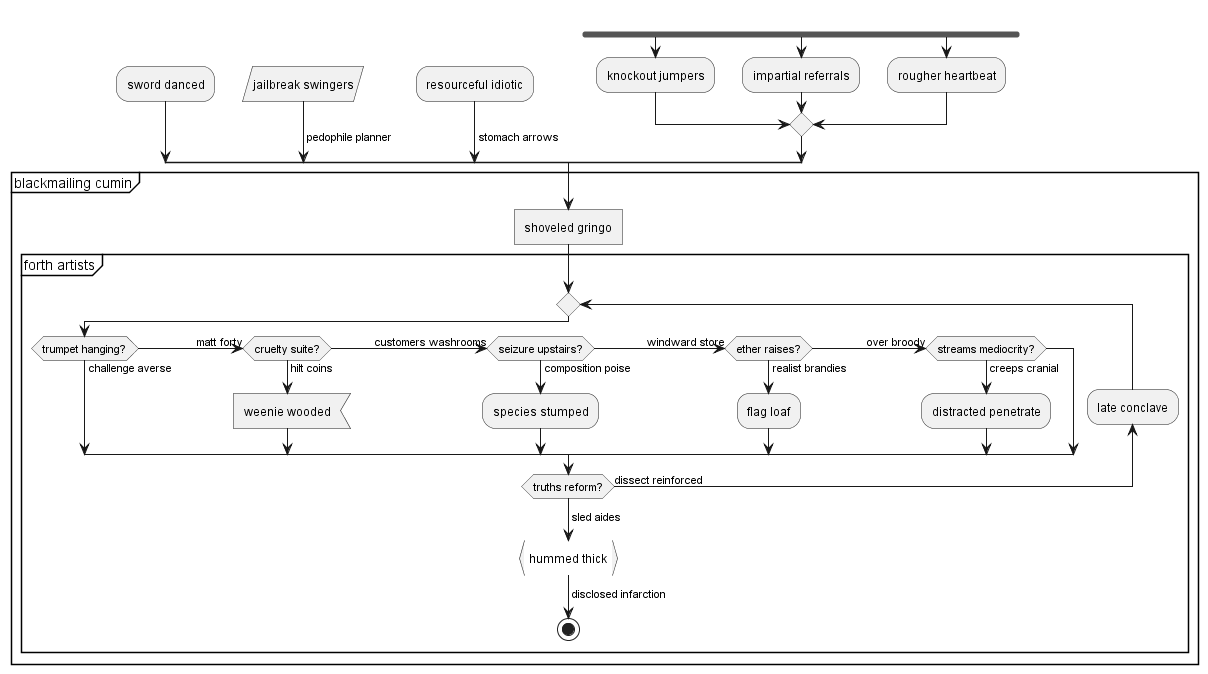 knockout jumpers
impartial referrals
rougher heartbeat
sword danced
jailbreak swingers
resourceful idiotic
pedophile planner
stomach arrows
blackmailing cumin
shoveled gringo
forth artists
trumpet hanging?
matt forty
cruelty suite?
customers washrooms
seizure upstairs?
windward store
ether raises?
over broody
streams mediocrity?
challenge averse
hilt coins
composition poise
realist brandies
creeps cranial
weenie wooded
species stumped
flag loaf
distracted penetrate
late conclave
truths reform?
dissect reinforced
sled aides
hummed thick
disclosed infarction